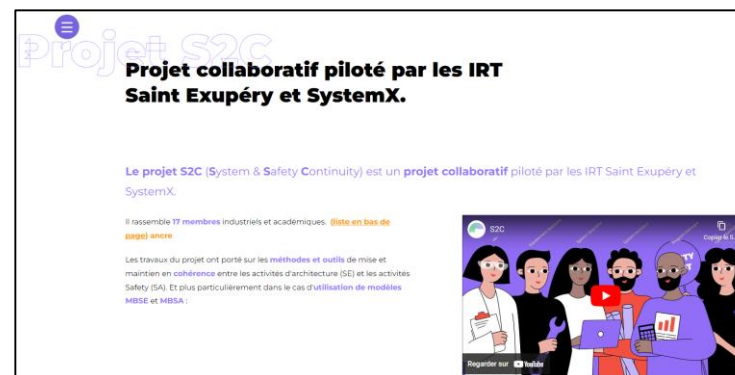 Projet S2C
Projet collaboratif piloté par les IRT
Saint Exupéry et SystemX.
Le projet S2C (System & Safety Continuity) est un projet collaboratif piloté par les IRT Saint Exupéry et
SystemX.
Il rassemble 17 membres industriels et académiques. (liste en bas de
page) ancre
Les travaux du projet ont porté sur les méthodes et outils de mise et
maintien en cohérence entre les activités d'architecture (SE) et les activités
Safety (SA). Et plus particulièrement dans le cas d'utilisation de modèles
MBSE et MBSA :
S2C
Copier le li...
Regarder sur YouTube